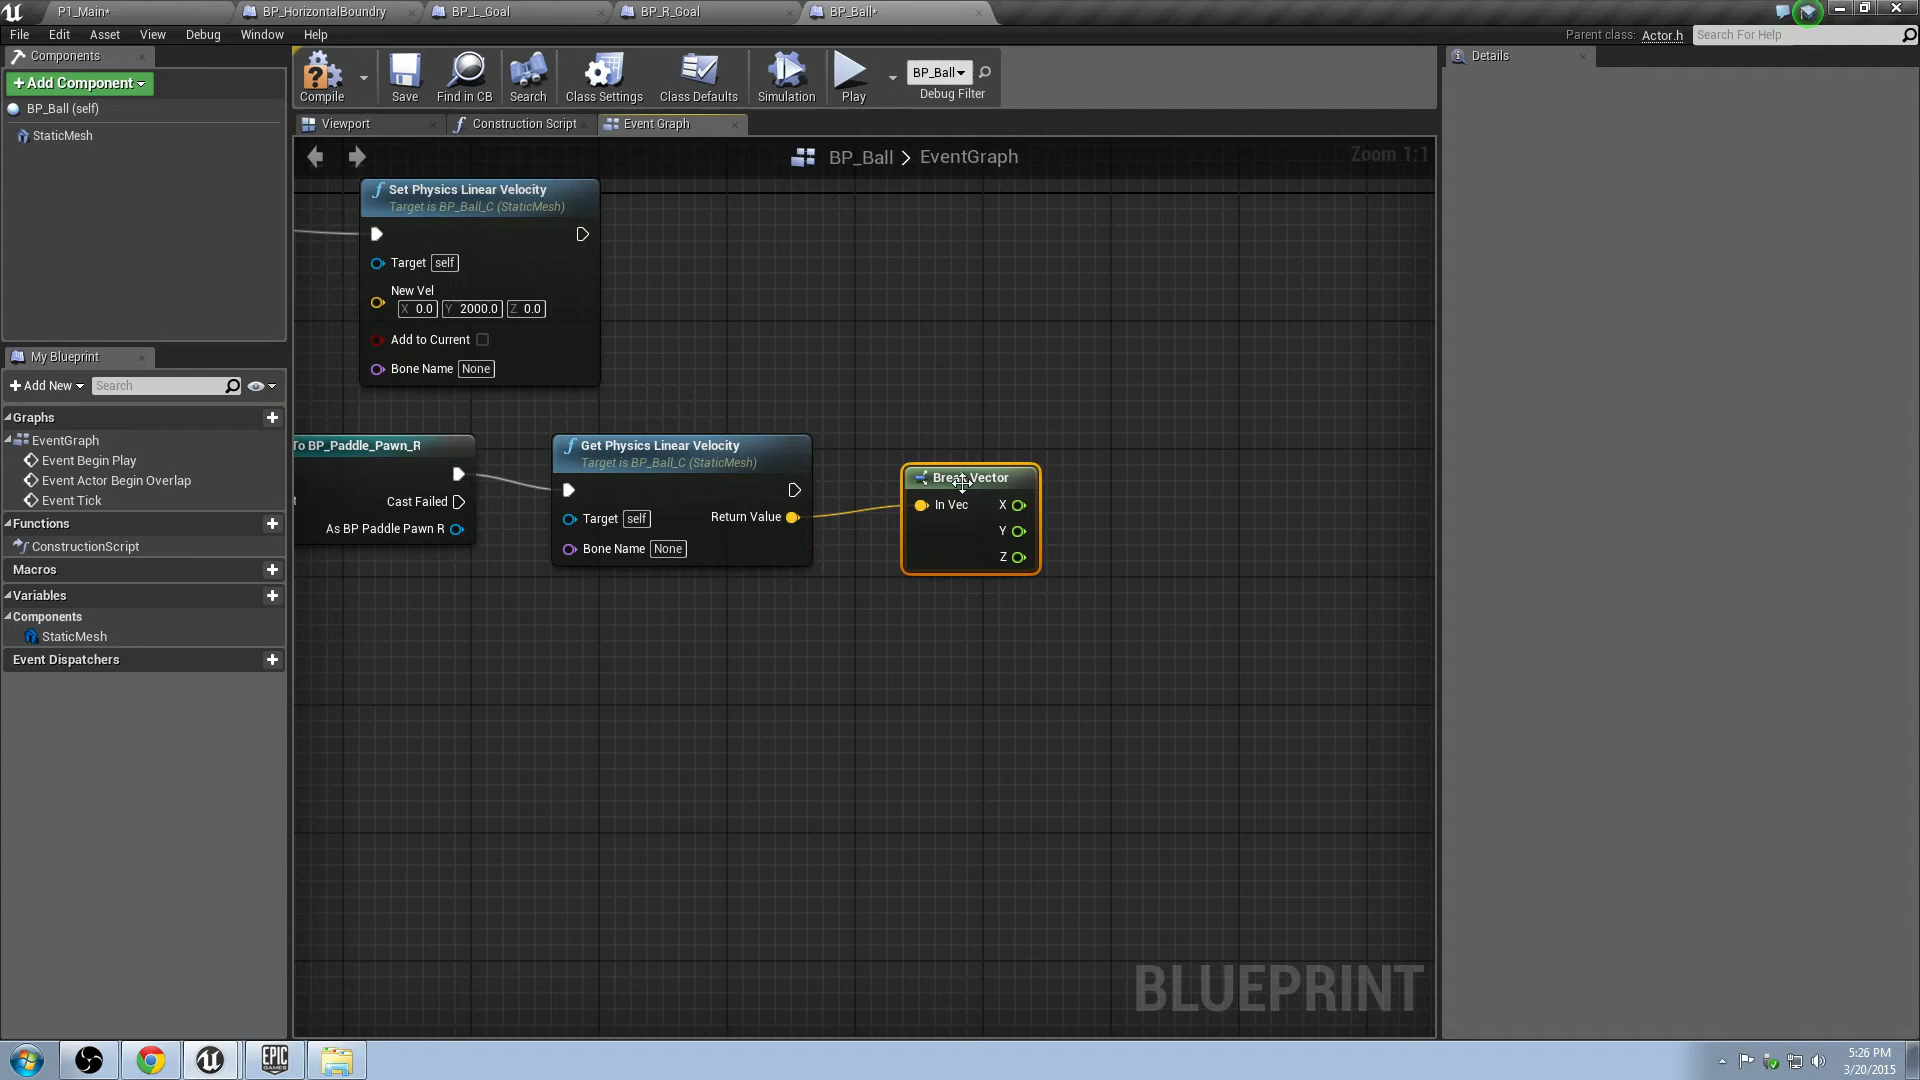 P1_Main*
BP_HorizontalBoundry
BP_L_Goal
BP_R_Goal
BP_Ball*
File Edit Asset View Debug Window Help
Parent class: Actor.h
Search For Help
Components
+Add Component
BP_Ball (self)
StaticMesh
Compile
Save
Find in CB
Search
Class Settings
Class Defaults
Simulation
Play
BP_Ball
Debug Filter
Details
Viewport
Construction Script
Event Graph
BP_Ball > EventGraph
Zoom 1:1
Set Physics Linear Velocity
Target is BP_Ball_C (StaticMesh)
Target self
New Vel
X 0.0 Y 2000.0 Z 0.0
Add to Current
Bone Name None
My Blueprint
+Add New
Search
Graphs
EventGraph
Event Begin Play
Event Actor Begin Overlap
Event Tick
Functions
ConstructionScript
Macros
Variables
Components
StaticMesh
Event Dispatchers
To BP_Paddle_Pawn_R
Cast Failed
As BP Paddle Pawn R
Get Physics Linear Velocity
Target is BP_Ball_C (StaticMesh)
Target self
Return Value
Bone Name None
Break Vector
In Vec
X
Y
Z
BLUEPRINT
EPIC
GAMES
5:26 PM
3/20/2015